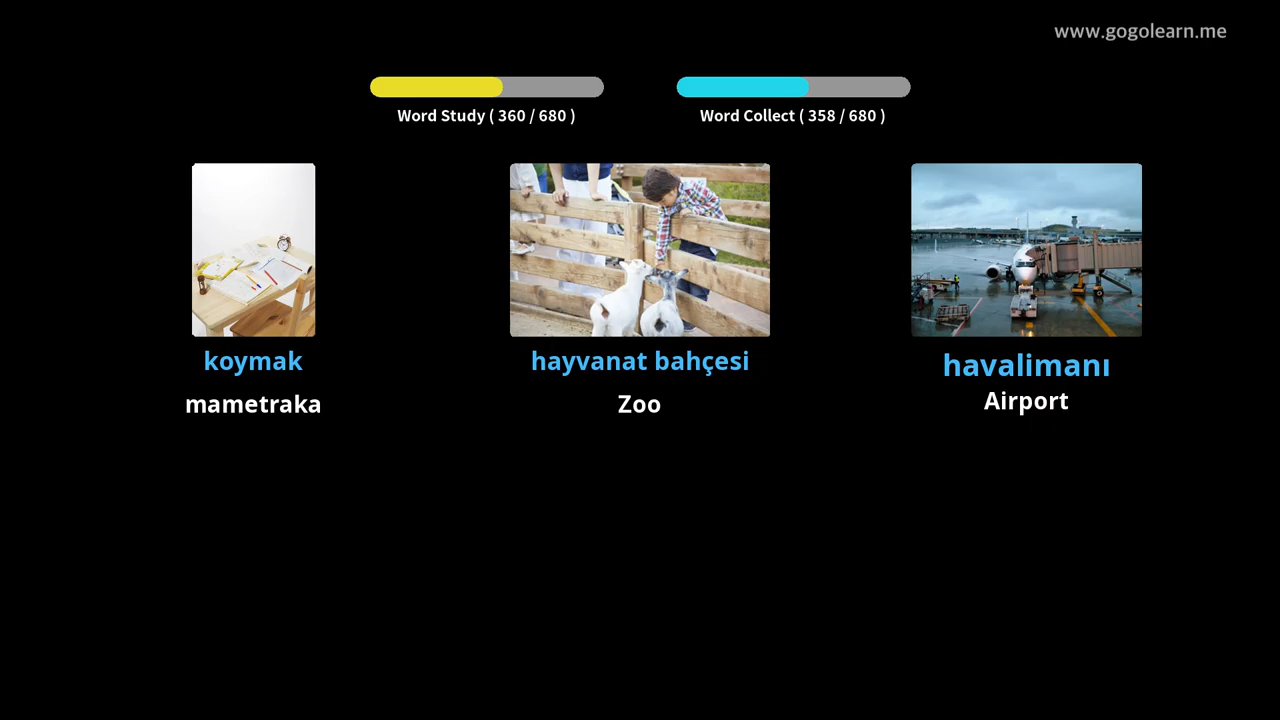 www.gogolearn.me
Word Study ( 360 / 680 )
Word Collect ( 358 / 680 )
koymak
mametraka
hayvanat bahçesi
Zoo
havalimanı
Airport